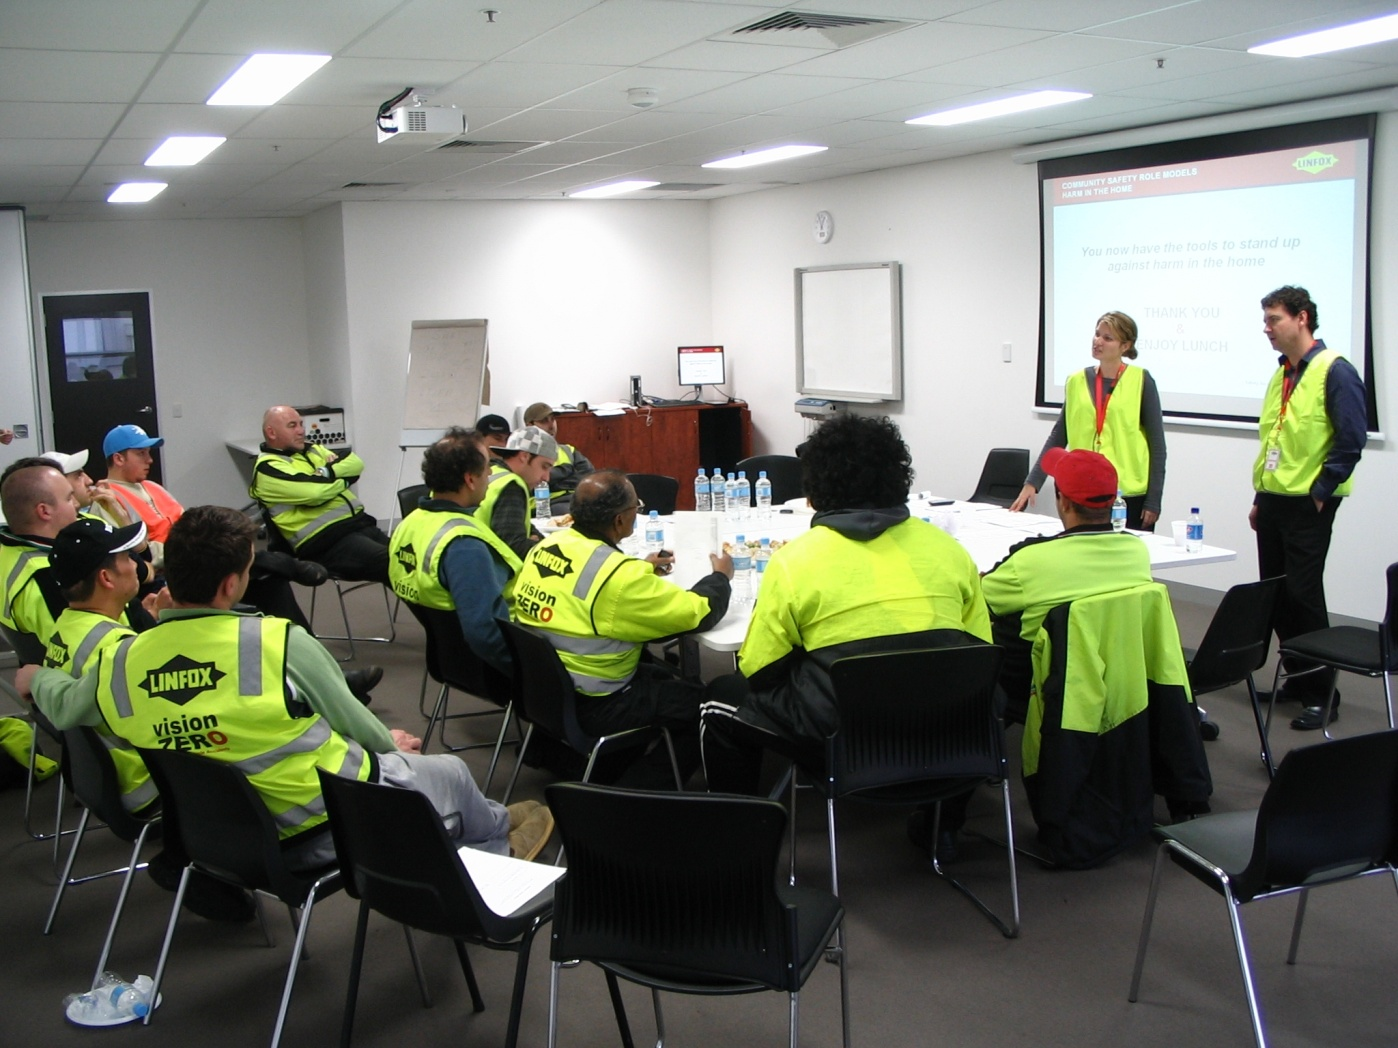 COMMUNITY SAFETY ROLE MODELS
HARM IN THE HOME
LINFOX
You now have the tools to stand up
against harm in the home
THANK YOU
&
ENJOY LUNCH
LINFOX
vision
LINFOX
vision
ZERO
LINFOX
vision
ZERO